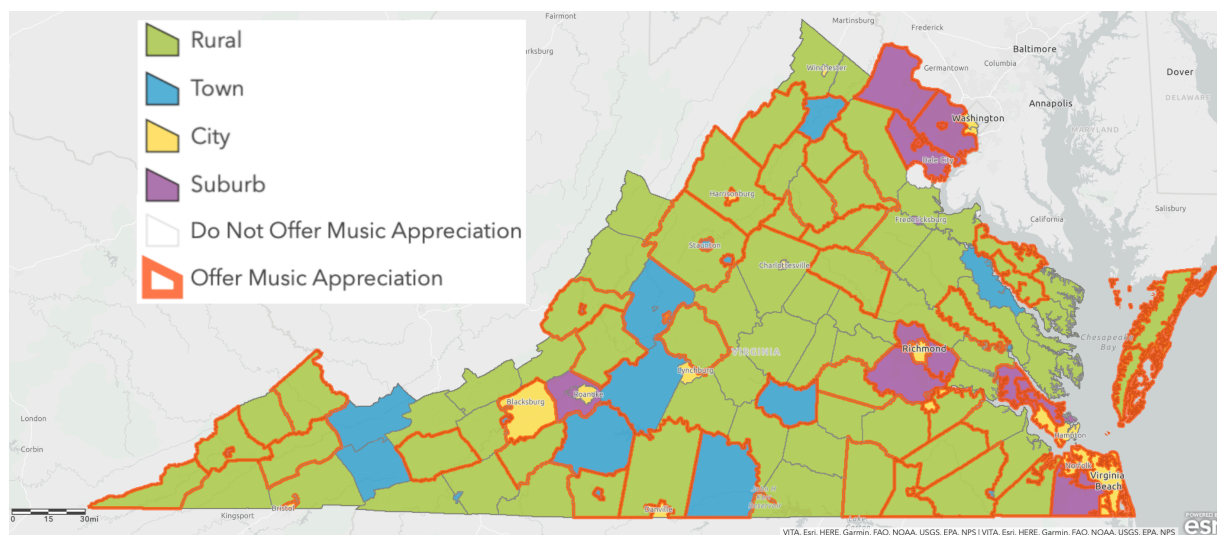 Rural
Town
City
Suburb
Do Not Offer Music Appreciation
Offer Music Appreciation
Fairmont
Martinsburg
Frederick
Baltimore
Columbia
Germantown
Dover
DELAWARE
Annapolis
Winchester
Washington
MARYLAND
Dale City
Harrisonburg
Salisbury
California
Fredericksburg
Staunton
Charlottesville
Chesapeake
Bay
VIRGINIA
Richmond
Lynchburg
Roanoke
Blacksburg
London
Corbin
Hampton
Norfolk
Virginia
Beach
Danville
Bristol
Kingsport
0 15 30mi
POWERED BY
esri
VITA, Esri, HERE, Garmin, FAO, NOAA, USGS, EPA, NPS | VITA, Esri, HERE, Garmin, FAO, NOAA, USGS, EPA, NPS